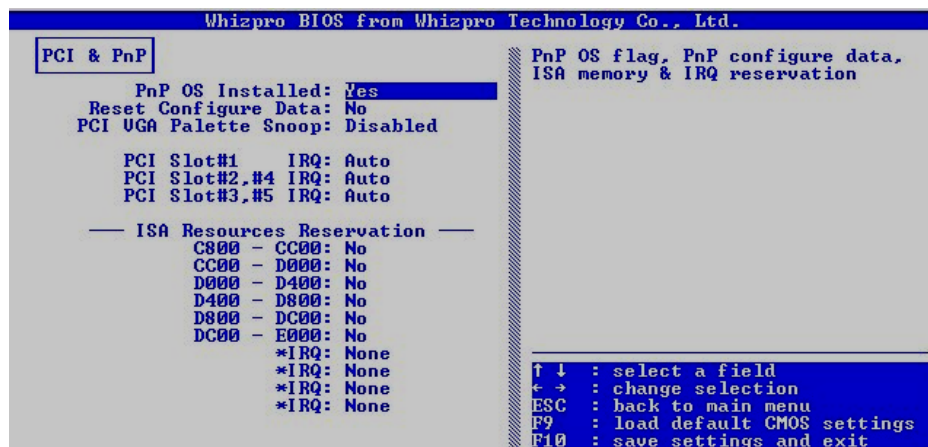 Whizpro BIOS from Whizpro Technology Co., Ltd.
PCI & PnP
PnP OS Installed: Yes
Reset Configure Data: No
PCI VGA Palette Snoop: Disabled
PCI Slot#1 IRQ: Auto
PCI Slot#2,#4 IRQ: Auto
PCI Slot#3,#5 IRQ: Auto
ISA Resources Reservation
C800 - CC00: No
CC00 - D000: No
D000 - D400: No
D400 - D800: No
D800 - DC00: No
DC00 - E000: No
*IRQ: None
*IRQ: None
*IRQ: None
*IRQ: None
PnP OS flag, PnP configure data,
ISA memory & IRQ reservation
↑ ↓ : select a field
← → : change selection
ESC : back to main menu
F9 : load default CMOS settings
F10 : save settings and exit